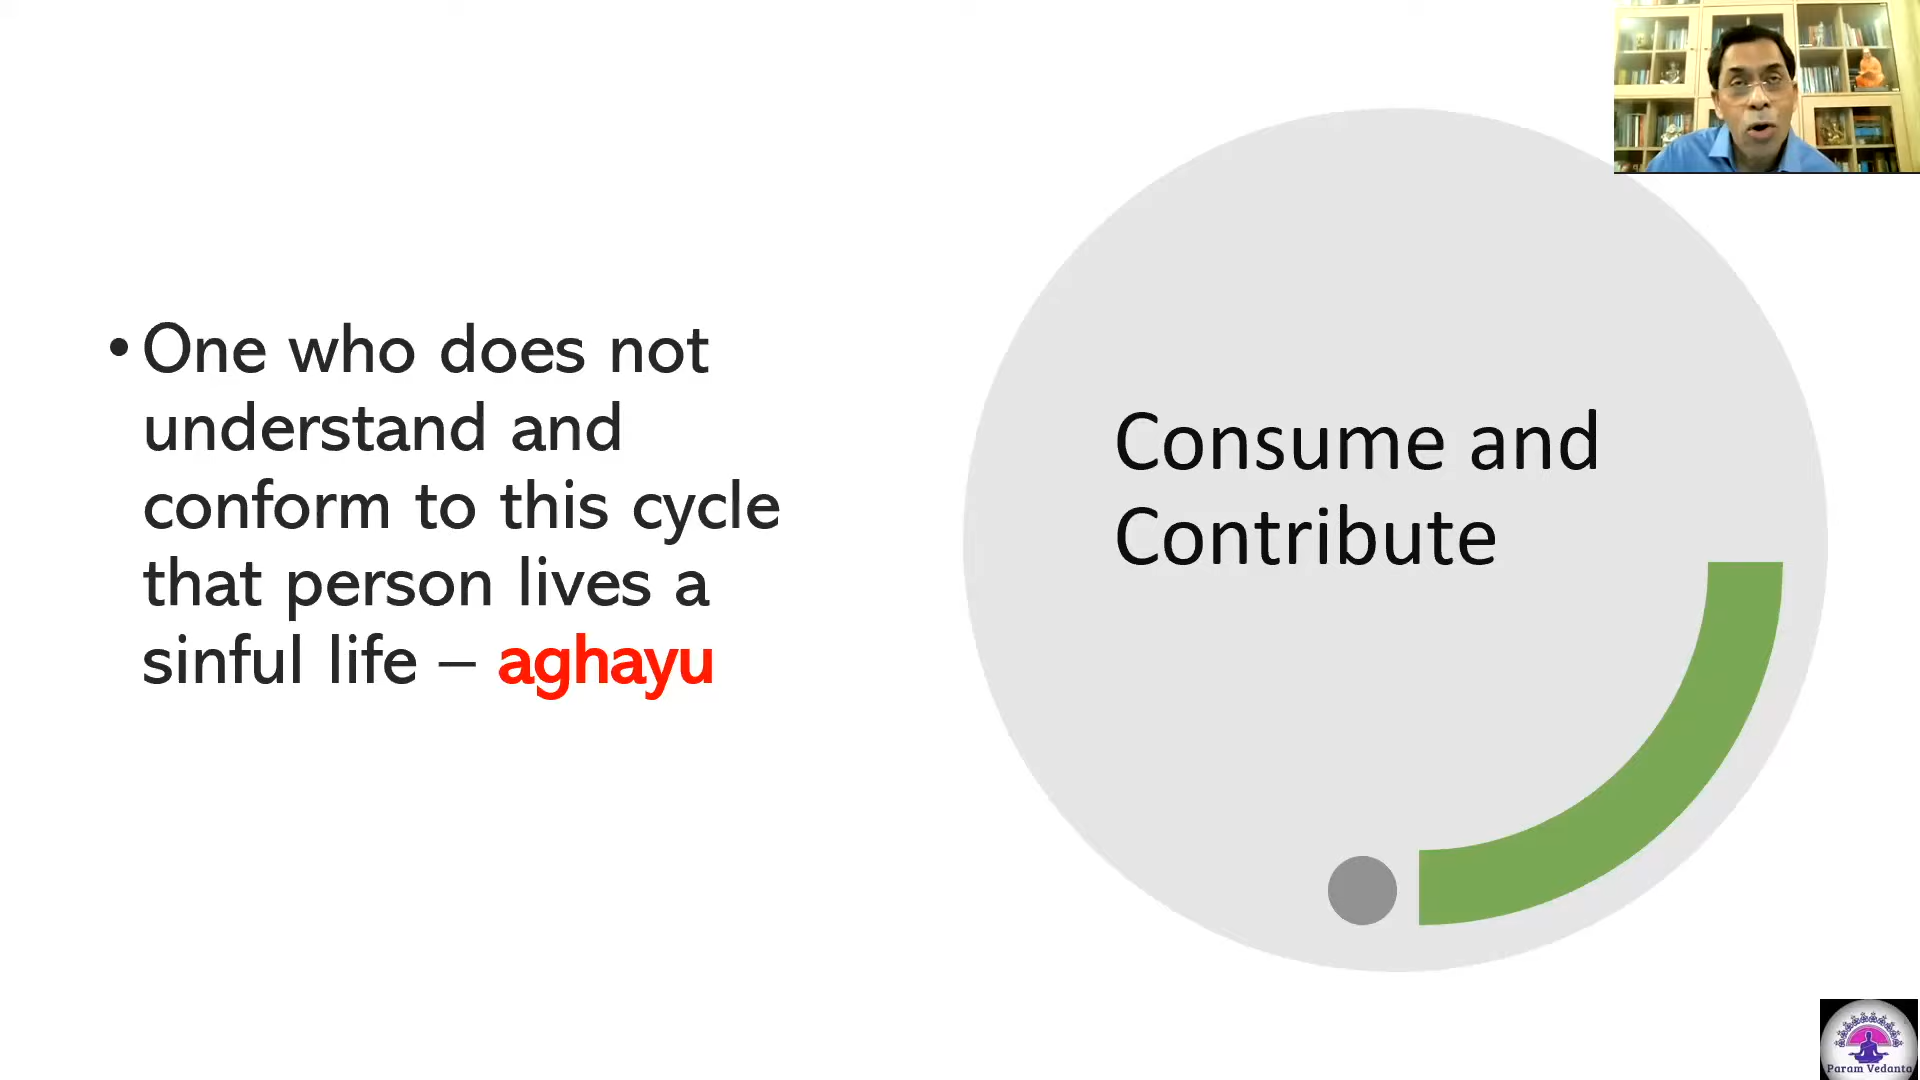 • One who does not
understand and
conform to this cycle
that person lives a
sinful life – aghayu
Consume and
Contribute
Param Vedanta